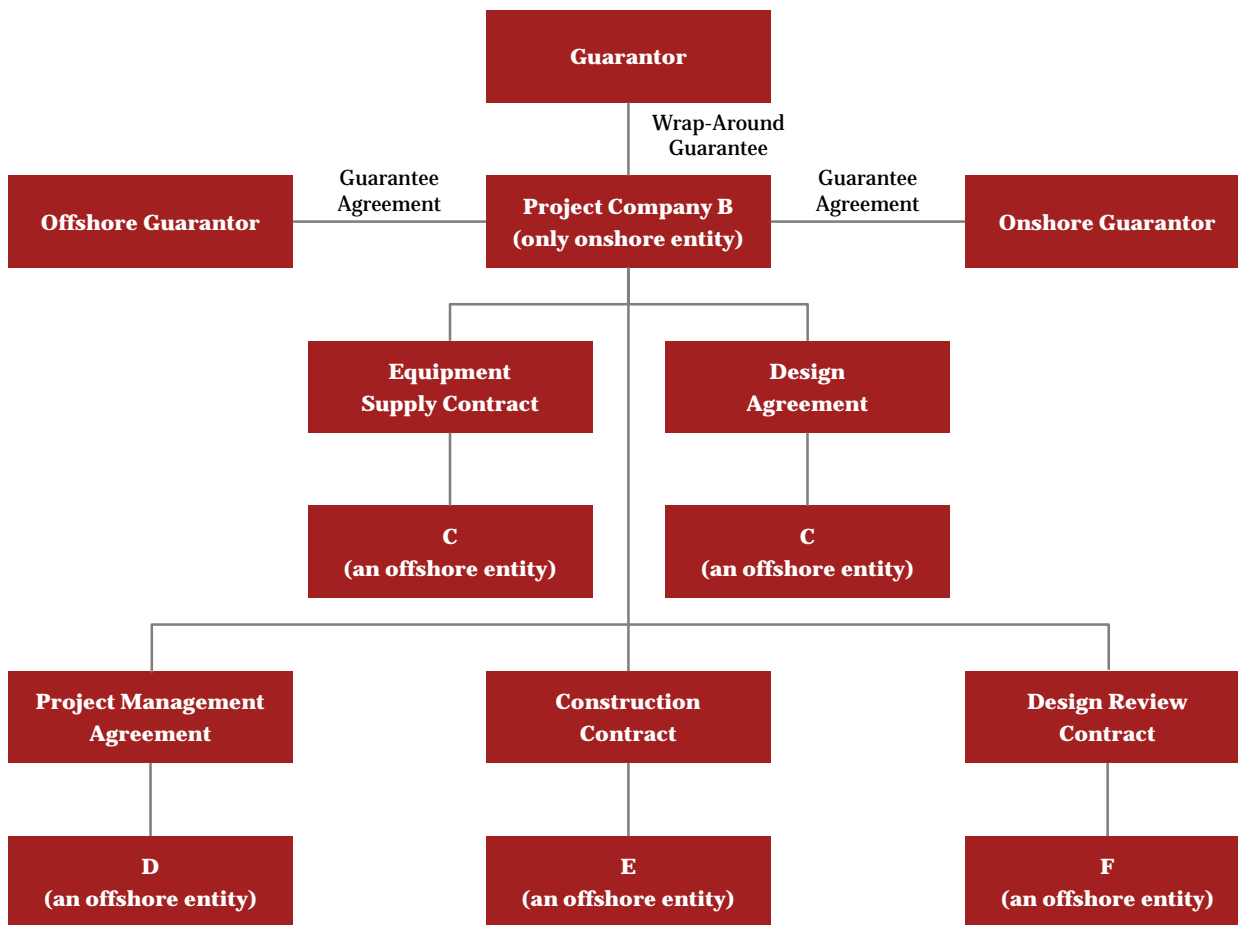 Guarantor
Wrap-Around
Guarantee
Guarantee
Agreement
Guarantee
Agreement
Offshore Guarantor
Project Company B
(only onshore entity)
Onshore Guarantor
Equipment
Supply Contract
Design
Agreement
C
(an offshore entity)
C
(an offshore entity)
Project Management
Agreement
Construction
Contract
Design Review
Contract
D
(an offshore entity)
E
(an offshore entity)
F
(an offshore entity)